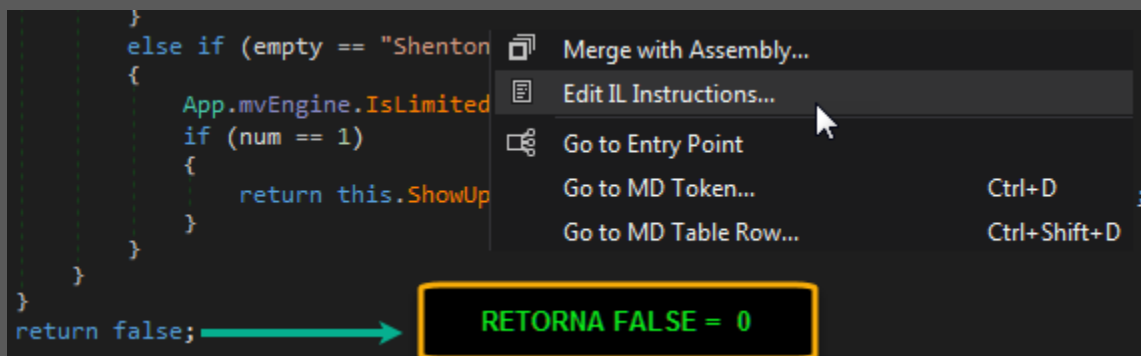 }
else if (empty == "Shenton
{
App.mvEngine.IsLimited
if (num == 1)
{
return this.ShowUp
}
}
}
}
return false;
Merge with Assembly...
Edit IL Instructions...
Go to Entry Point
Go to MD Token... Ctrl+D
Go to MD Table Row... Ctrl+Shift+D
RETORNA FALSE = 0